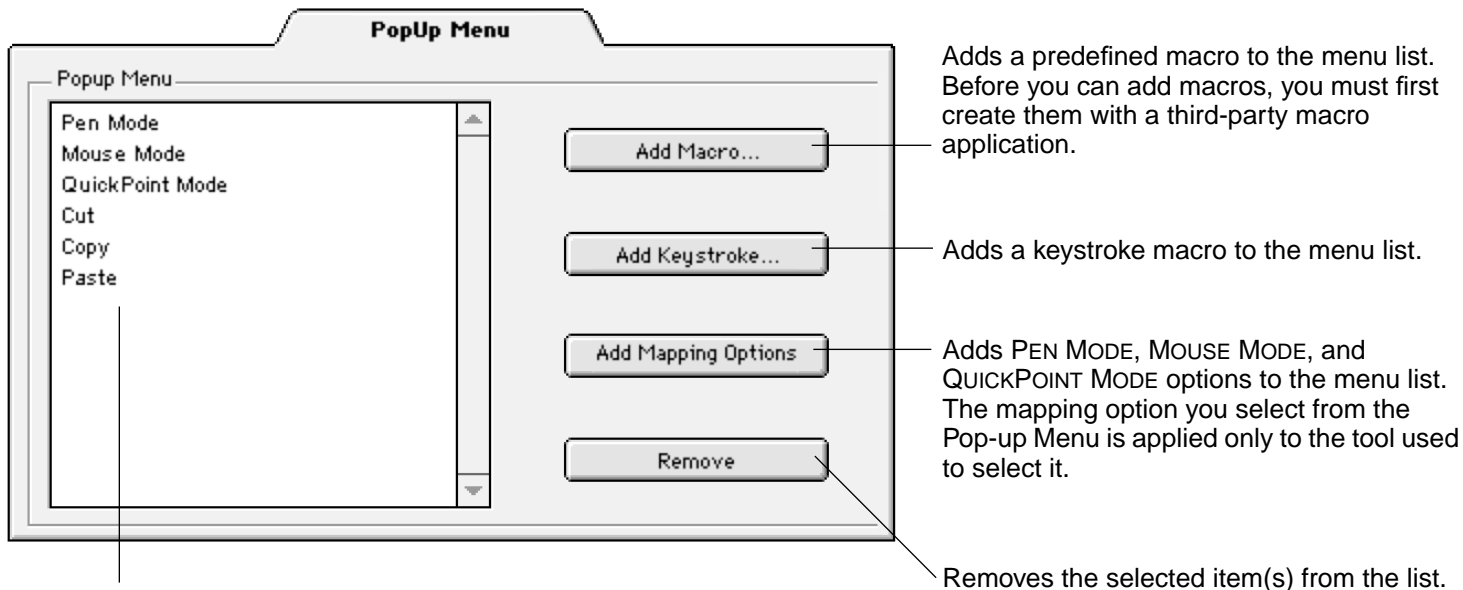 PopUp Menu
Popup Menu
Pen Mode
Mouse Mode
QuickPoint Mode
Cut
Copy
Paste
Add Macro...
Add Keystroke...
Add Mapping Options
Remove
Adds a predefined macro to the menu list.
Before you can add macros, you must first
create them with a third-party macro
application.
Adds a keystroke macro to the menu list.
Adds PEN MODE, MOUSE MODE, and
QUICKPOINT MODE options to the menu list.
The mapping option you select from the
Pop-up Menu is applied only to the tool used
to select it.
Removes the selected item(s) from the list.